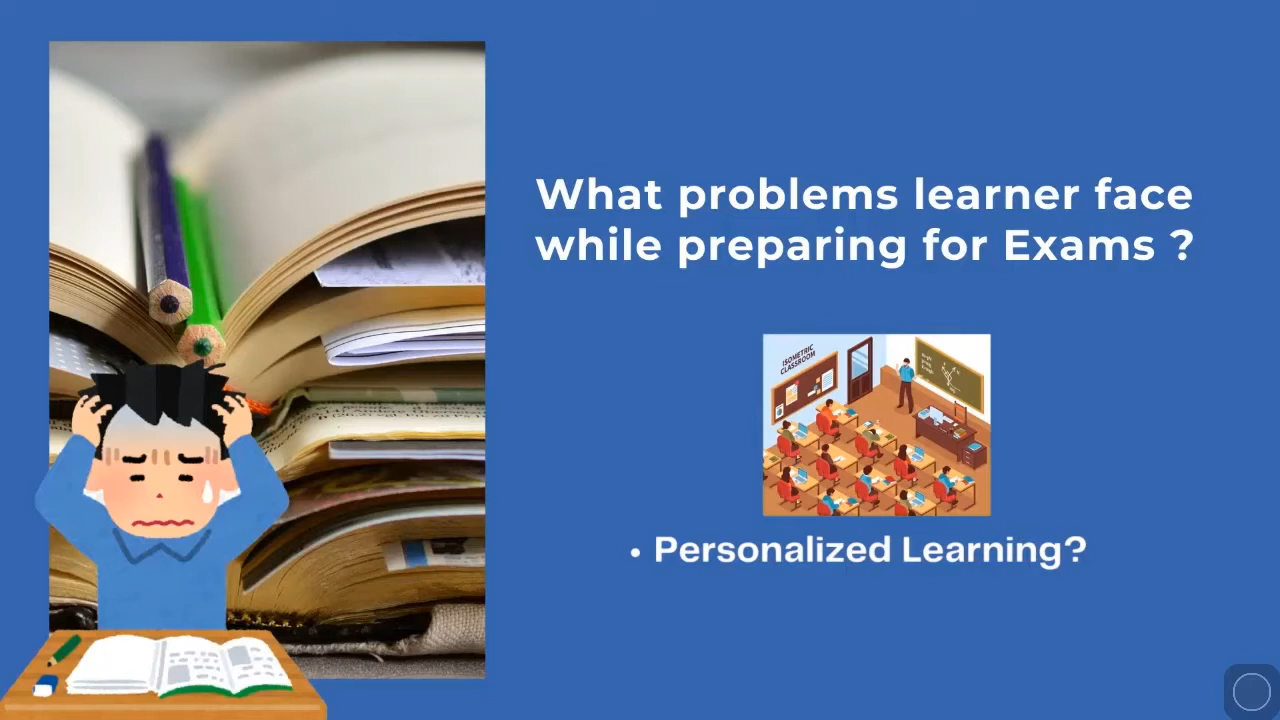 What problems learner face
while preparing for Exams ?
ISOMETRIC
CLASSROOM
• Personalized Learning?